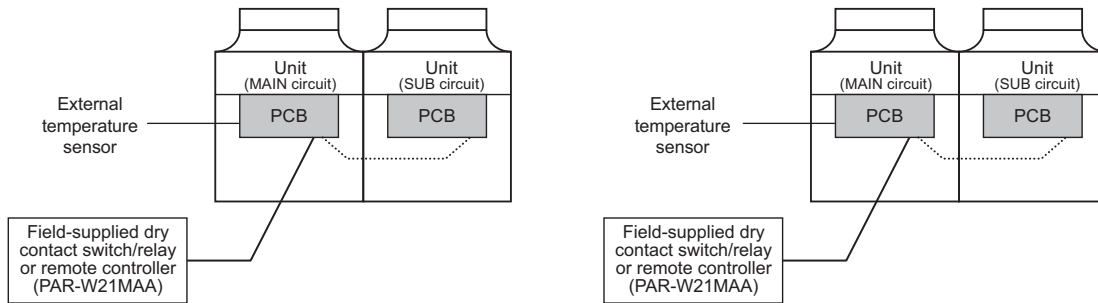 Unit
(MAIN circuit)
Unit
(SUB circuit)
PCB
PCB
External
temperature
sensor
Field-supplied dry
contact switch/relay
or remote controller
(PAR-W21MAA)
Unit
(MAIN circuit)
Unit
(SUB circuit)
PCB
PCB
External
temperature
sensor
Field-supplied dry
contact switch/relay
or remote controller
(PAR-W21MAA)